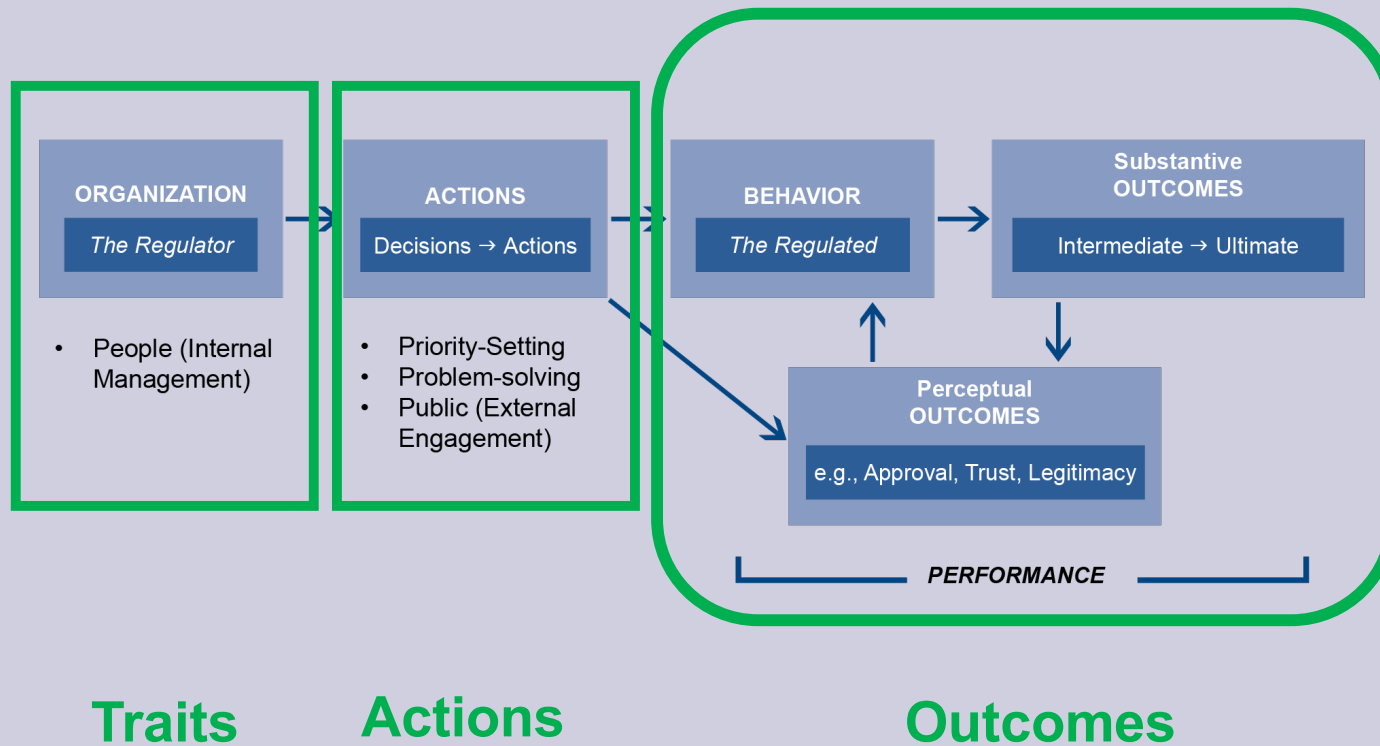 ORGANIZATION
The Regulator
• People (Internal
Management)
ACTIONS
Decisions → Actions
• Priority-Setting
• Problem-solving
• Public (External
Engagement)
BEHAVIOR
The Regulated
Substantive
OUTCOMES
Intermediate → Ultimate
Perceptual
OUTCOMES
e.g., Approval, Trust, Legitimacy
PERFORMANCE
Traits
Actions
Outcomes